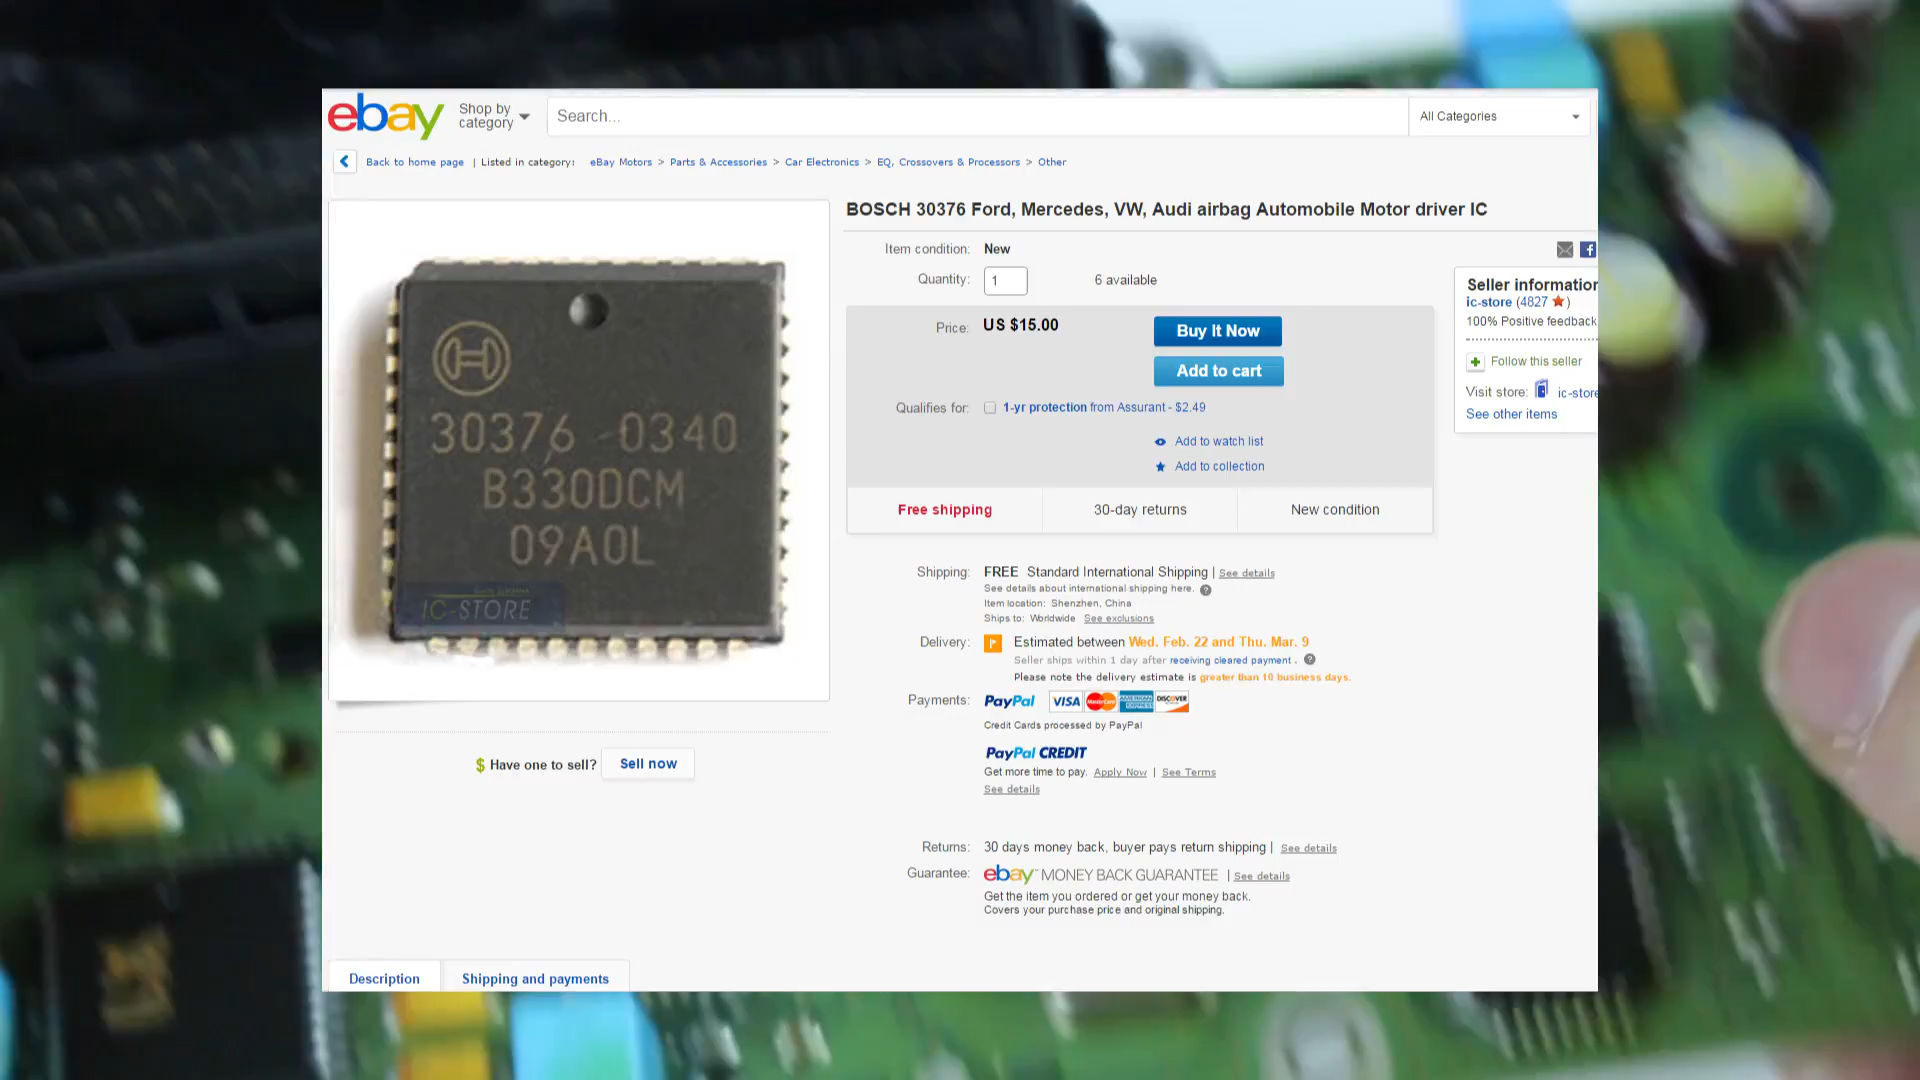 ebay
Shop by
category
Search...
All Categories
Back to home page | Listed in category: eBay Motors > Parts & Accessories > Car Electronics > EQ, Crossovers & Processors > Other
BOSCH 30376 Ford, Mercedes, VW, Audi airbag Automobile Motor driver IC
Item condition: New
Quantity: 1 6 available
Price: US $15.00
Buy It Now
Add to cart
Qualifies for: 1-yr protection from Assurant - $2.49
Add to watch list
Add to collection
Free shipping 30-day returns New condition
Seller information
ic-store (4827)
100% Positive feedback
Follow this seller
Visit store: ic-store
See other items
30376 0340
B330DCM
09A0L
IC-STORE
Shipping: FREE Standard International Shipping | See details
See details about international shipping here.
Item location: Shenzhen, China
Ships to: Worldwide See exclusions
Delivery: Estimated between Wed. Feb. 22 and Thu. Mar. 9
Seller ships within 1 day after receiving cleared payment .
Please note the delivery estimate is greater than 10 business days.
Payments: PayPal VISA MasterCard AMERICAN EXPRESS DISCOVER
Credit Cards processed by PayPal
PayPal CREDIT
Get more time to pay. Apply Now | See Terms
See details
$ Have one to sell? Sell now
Returns: 30 days money back, buyer pays return shipping | See details
Guarantee: ebay MONEY BACK GUARANTEE | See details
Get the item you ordered or get your money back.
Covers your purchase price and original shipping.
Description
Shipping and payments